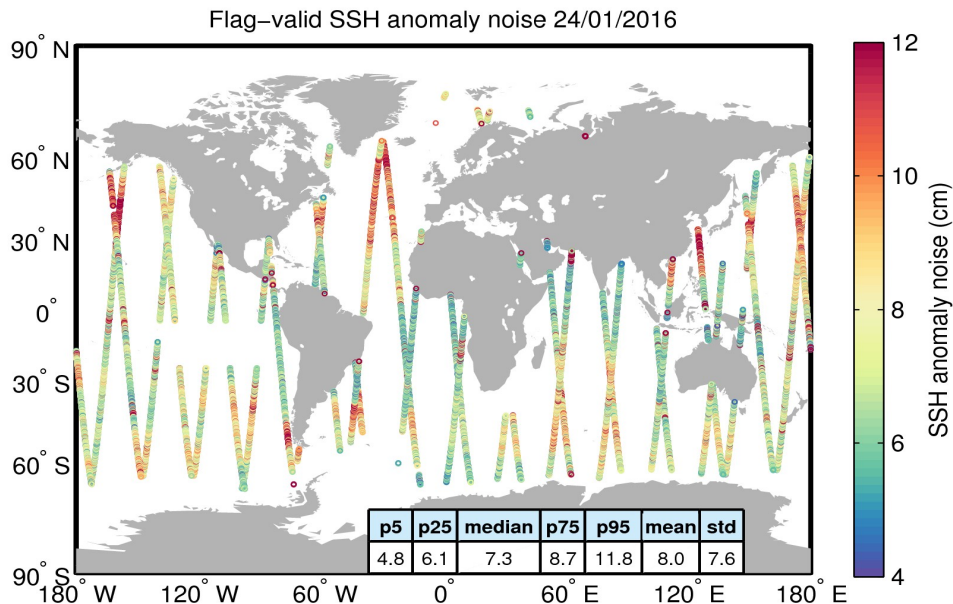 Flag–valid SSH anomaly noise 24/01/2016
90° N
60° N
30° N
0°
30° S
60° S
90° S
180° W 120° W 60° W 0° 60° E 120° E 180° E
p5 p25 median p75 p95 mean std
4.8 6.1 7.3 8.7 11.8 8.0 7.6
12
10
8
6
4
SSH anomaly noise (cm)